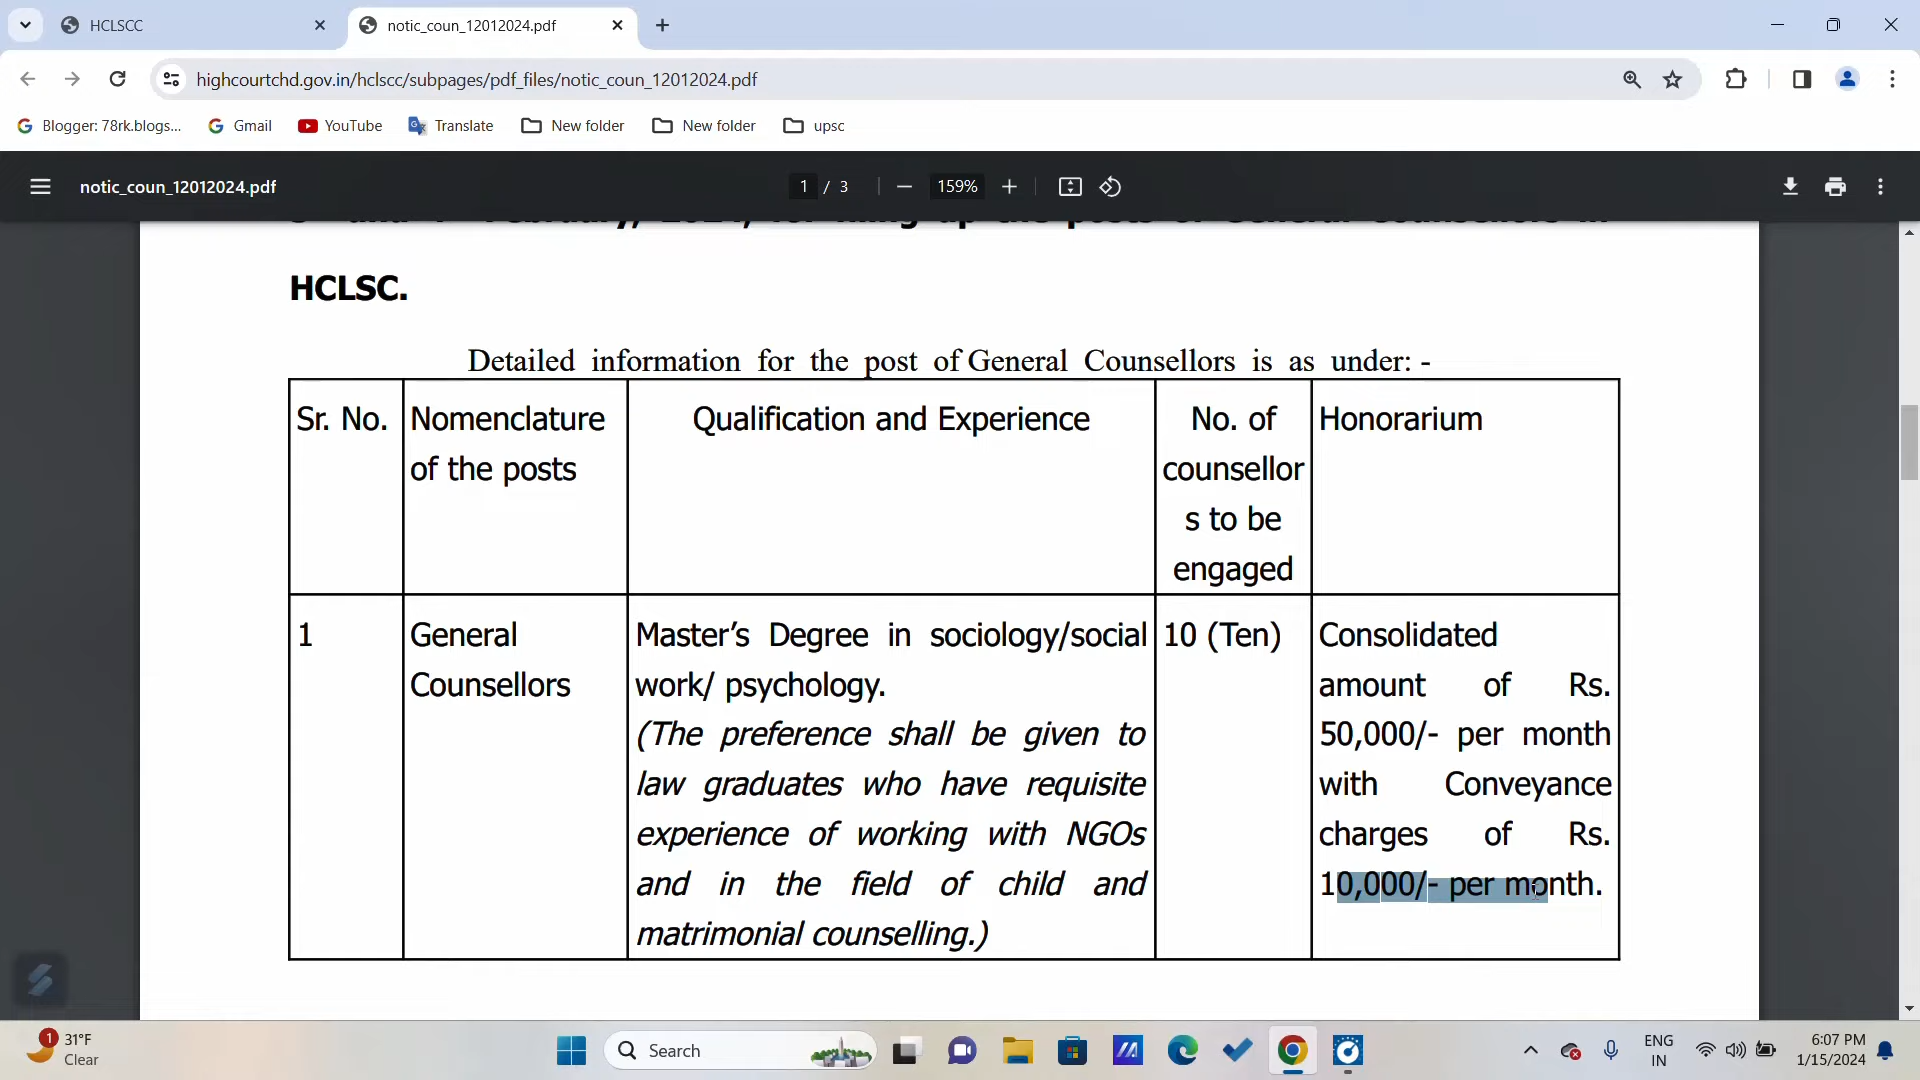 HCLSCC
notic_coun_12012024.pdf
highcourtchd.gov.in/hclscc/subpages/pdf_files/notic_coun_12012024.pdf
Blogger: 78rk.blogs... Gmail YouTube Translate New folder New folder upsc
notic_coun_12012024.pdf 1 / 3 159%
HCLSC.
Detailed information for the post of General Counsellors is as under: -
Sr. No.
Nomenclature
of the posts
Qualification and Experience
No. of
counsellor
s to be
engaged
Honorarium
1
General
Counsellors
Master’s Degree in sociology/social
work/ psychology.
(The preference shall be given to
law graduates who have requisite
experience of working with NGOs
and in the field of child and
matrimonial counselling.)
10 (Ten)
Consolidated
amount of Rs.
50,000/- per month
with Conveyance
charges of Rs.
10,000/- per month.
1
31°F
Clear
Search
ENG
IN
6:07 PM
1/15/2024